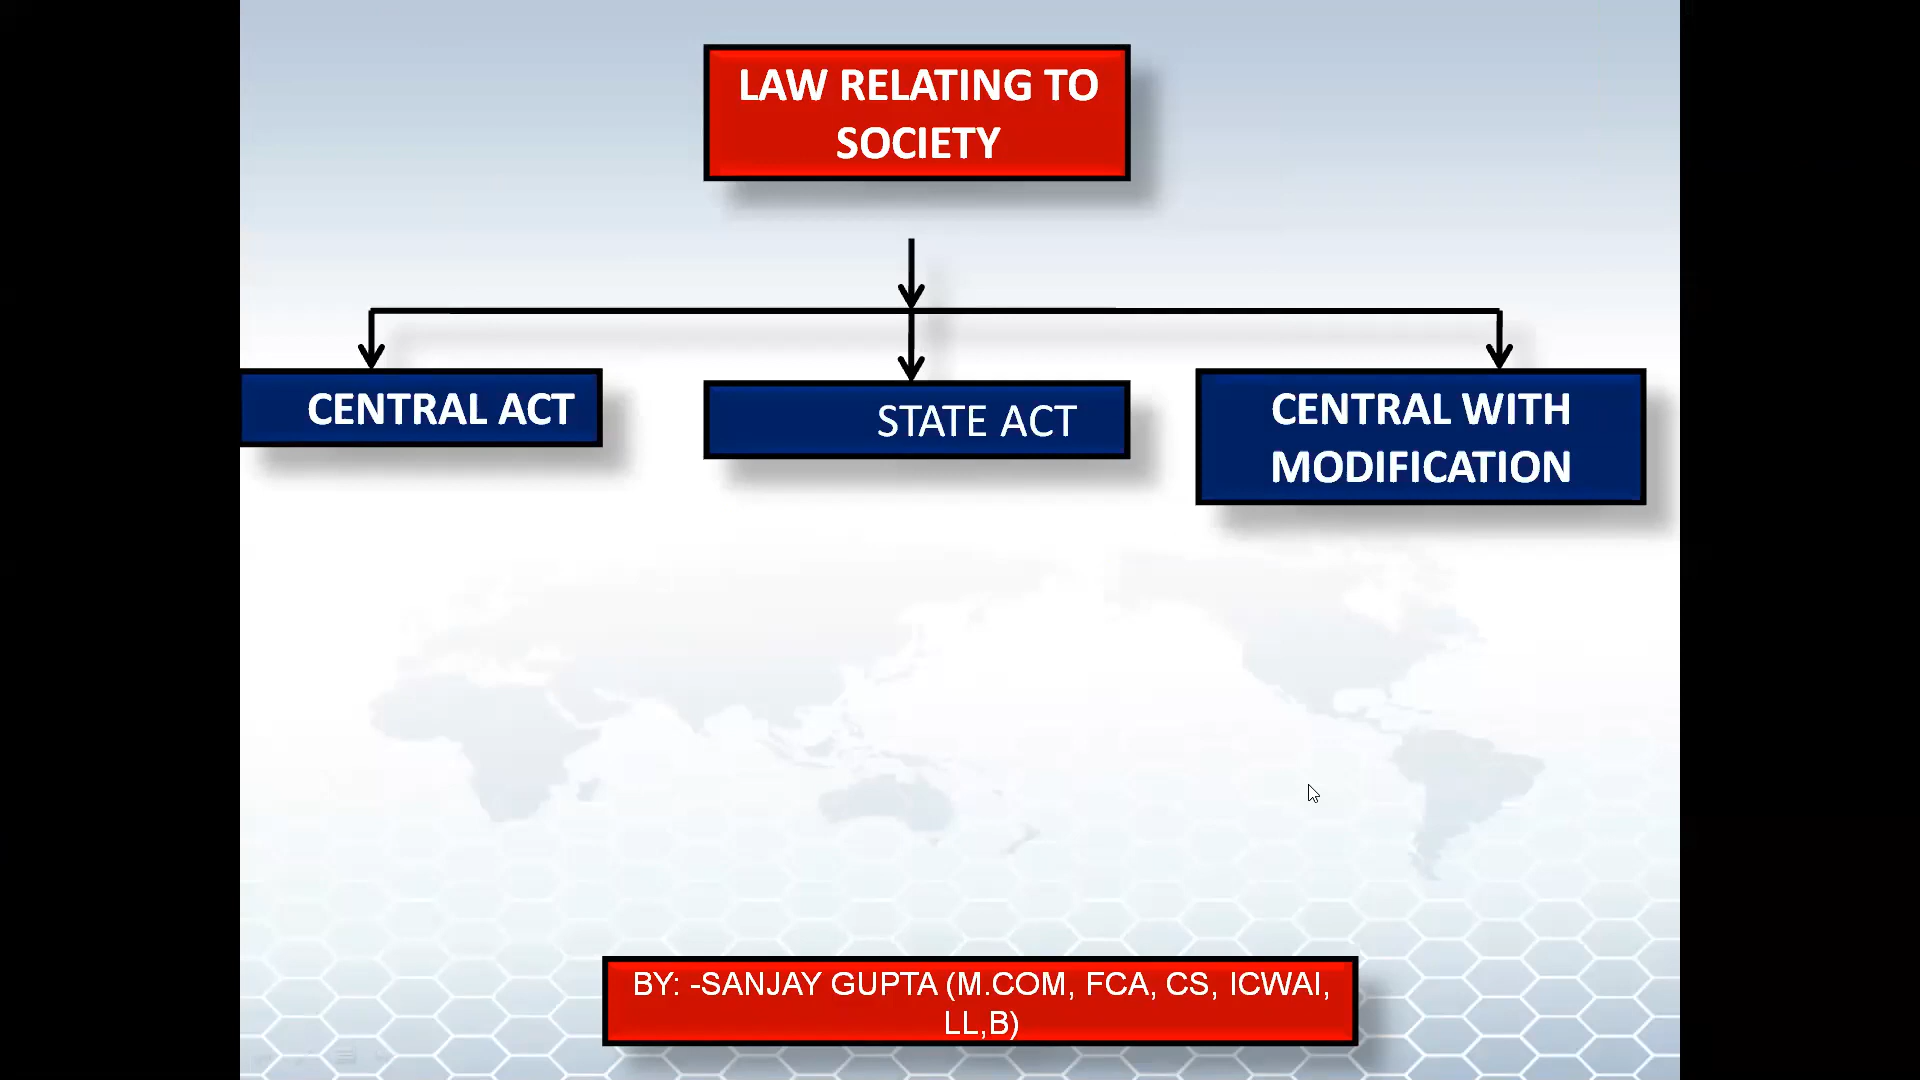 LAW RELATING TO
SOCIETY
CENTRAL ACT
STATE ACT
CENTRAL WITH
MODIFICATION
BY: -SANJAY GUPTA (M.COM, FCA, CS, ICWAI,
LL,B)